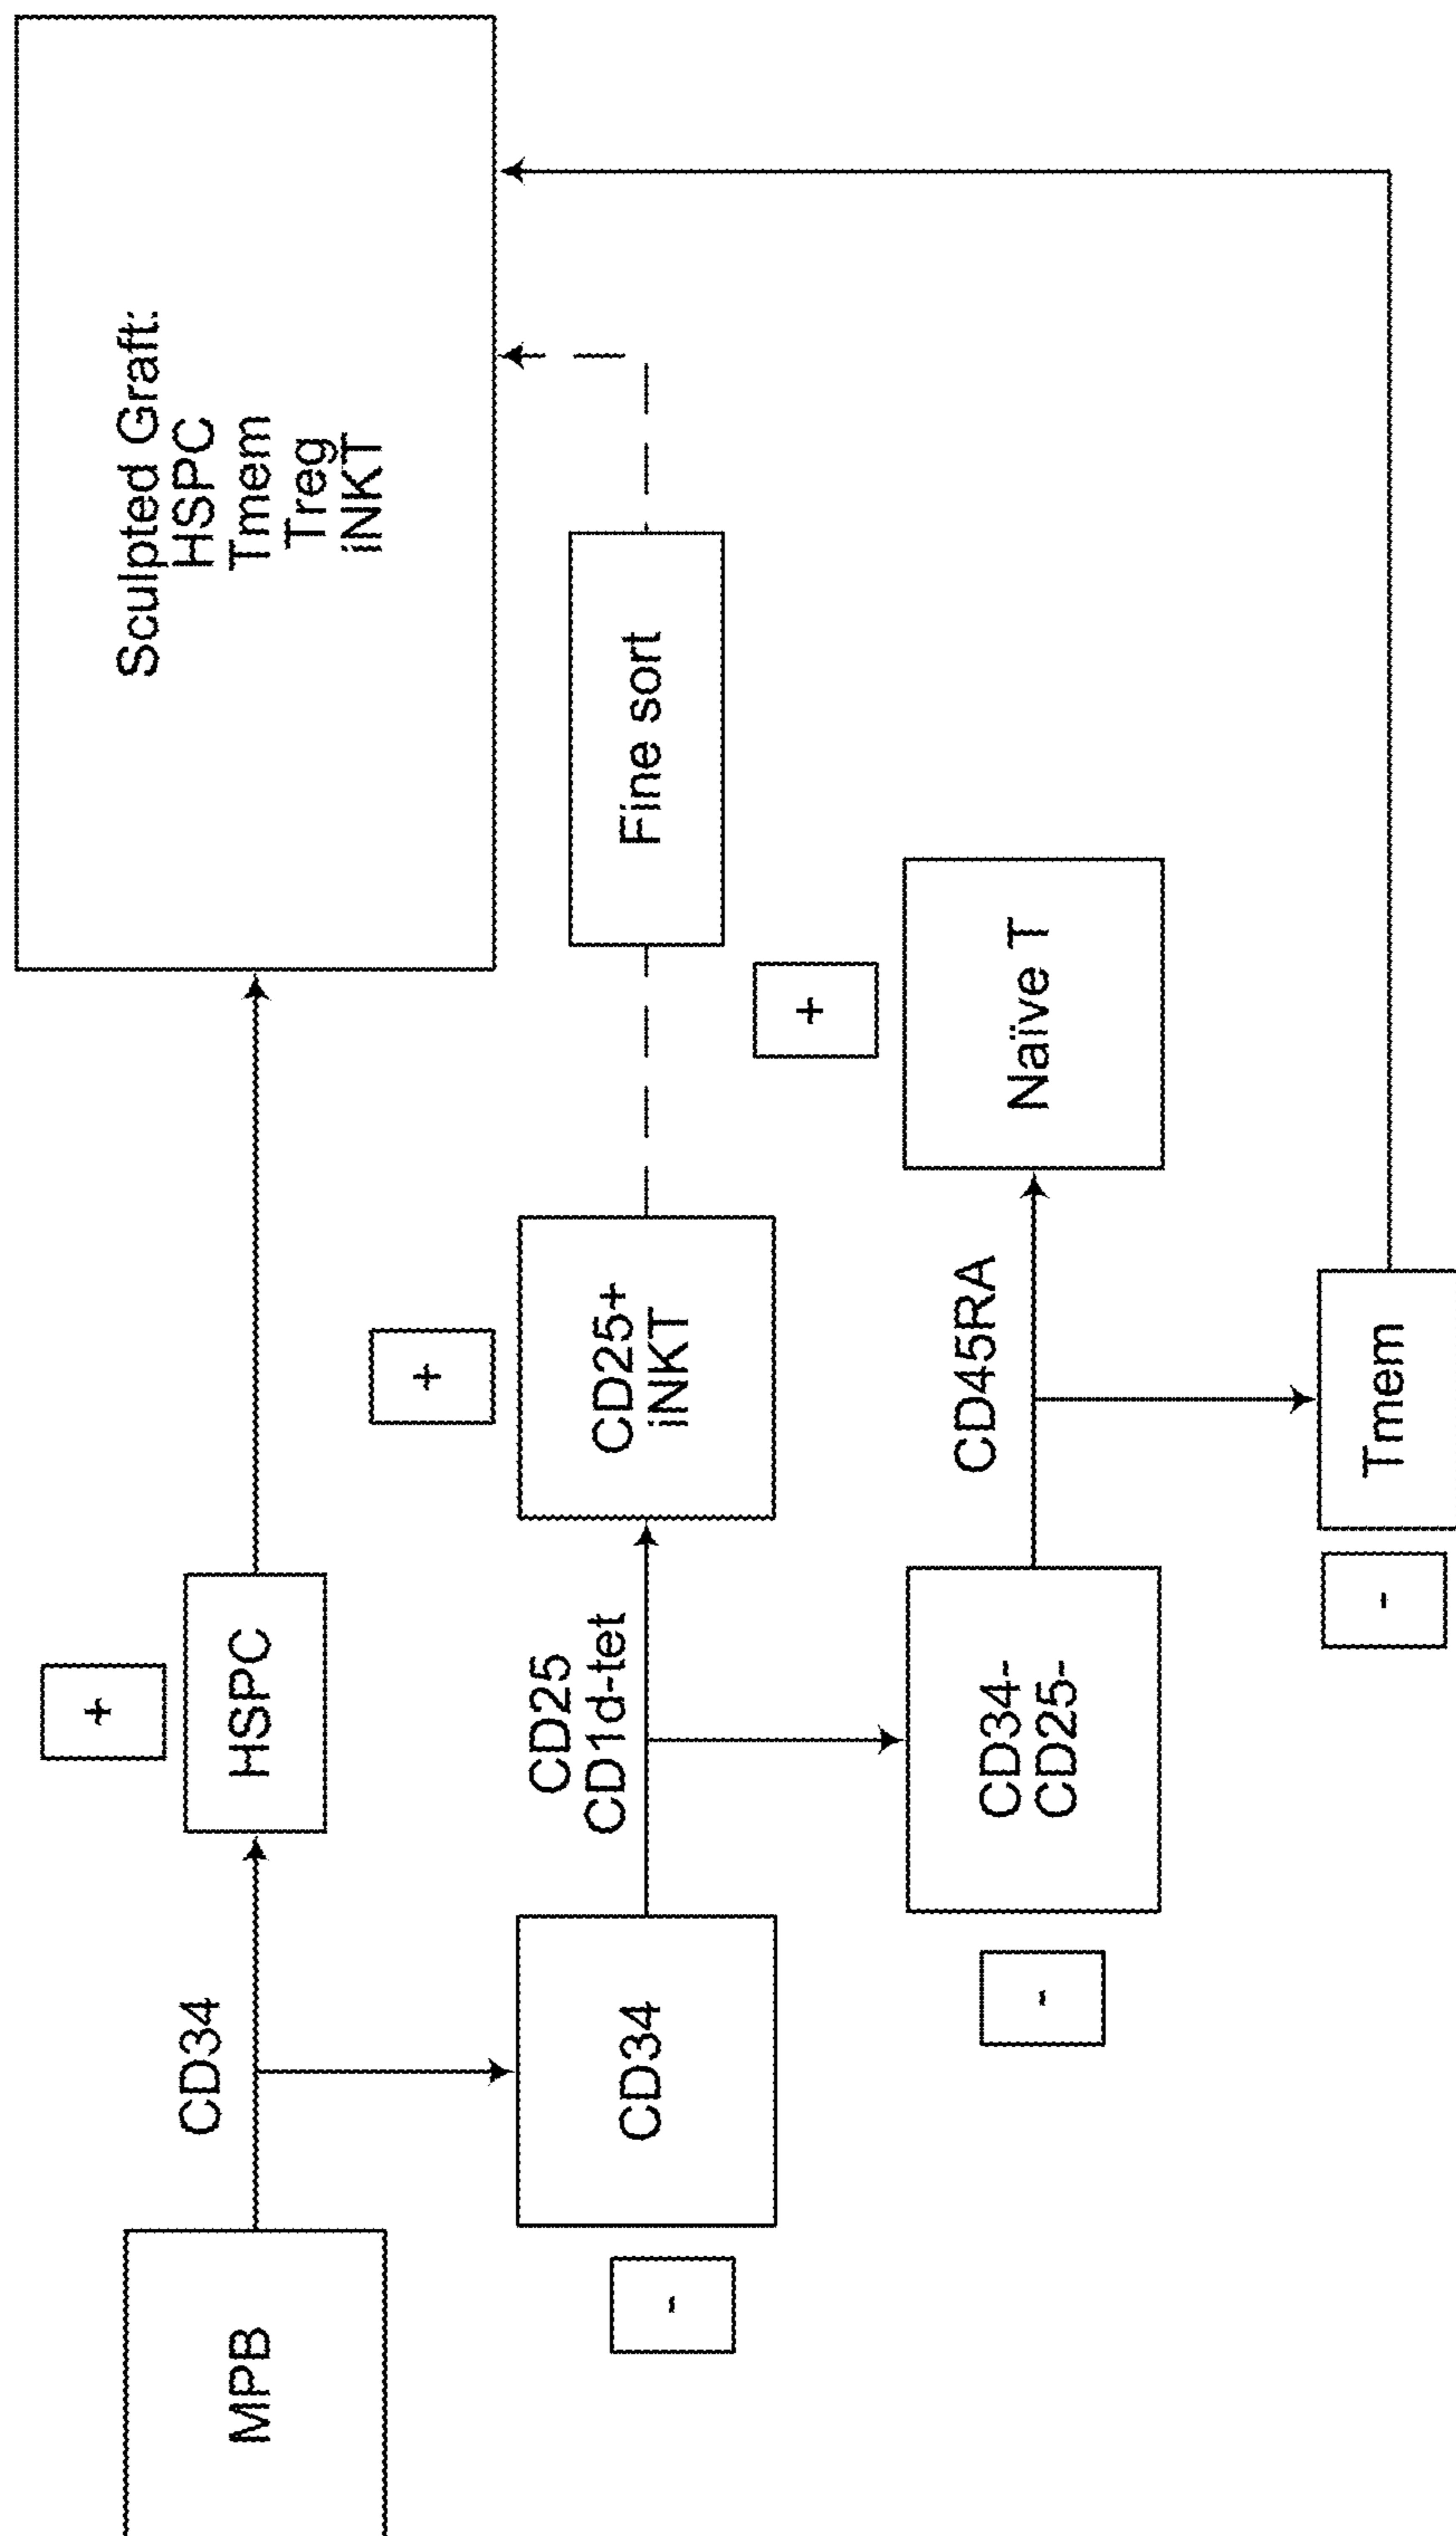 MPB
CD34
+
HSPC
Sculpted Graft:
HSPC
Tmem
Treg
iNKT
-
CD34
CD25
CD1d-tet
+
CD25+
iNKT
Fine sort
-
CD34-
CD25-
CD45RA
+
Naïve T
-
Tmem